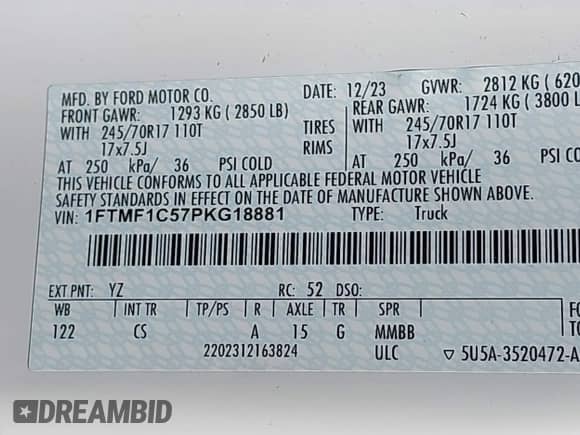 MFD. BY FORD MOTOR CO.
DATE: 12/23 GVWR: 2812 KG ( 620
FRONT GAWR: 1293 KG ( 2850 LB) REAR GAWR: 1724 KG ( 3800 L
WITH 245/70R17 110T TIRES WITH 245/70R17 110T
17x7.5J RIMS 17x7.5J
AT 250 kPa/ 36 PSI COLD AT 250 kPa/ 36 PSI COLD
THIS VEHICLE CONFORMS TO ALL APPLICABLE FEDERAL MOTOR VEHICLE
SAFETY STANDARDS IN EFFECT ON THE DATE OF MANUFACTURE SHOWN ABOVE.
VIN: 1FTMF1C57PKG18881 TYPE: Truck
EXT PNT: YZ RC: 52 DSO:
WB INT TR TP/PS R AXLE TR SPR
122 CS A 15 G MMBB
2202312163824 ULC ▽ 5U5A-3520472-A
DREAMBID